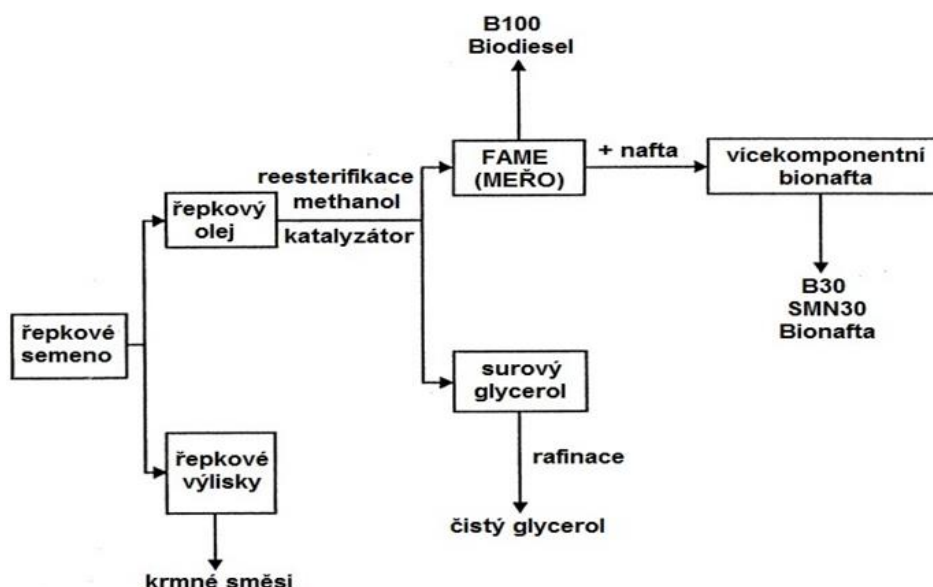 B100
Biodiesel
FAME
(MEŘO)
+ nafta
vícekomponentní
bionafta
reesterifikace
methanol
katalyzátor
řepkový
olej
B30
SMN30
Bionafta
řepkové
semeno
surový
glycerol
řepkové
výlisky
rafinace
čistý glycerol
krmné směsi